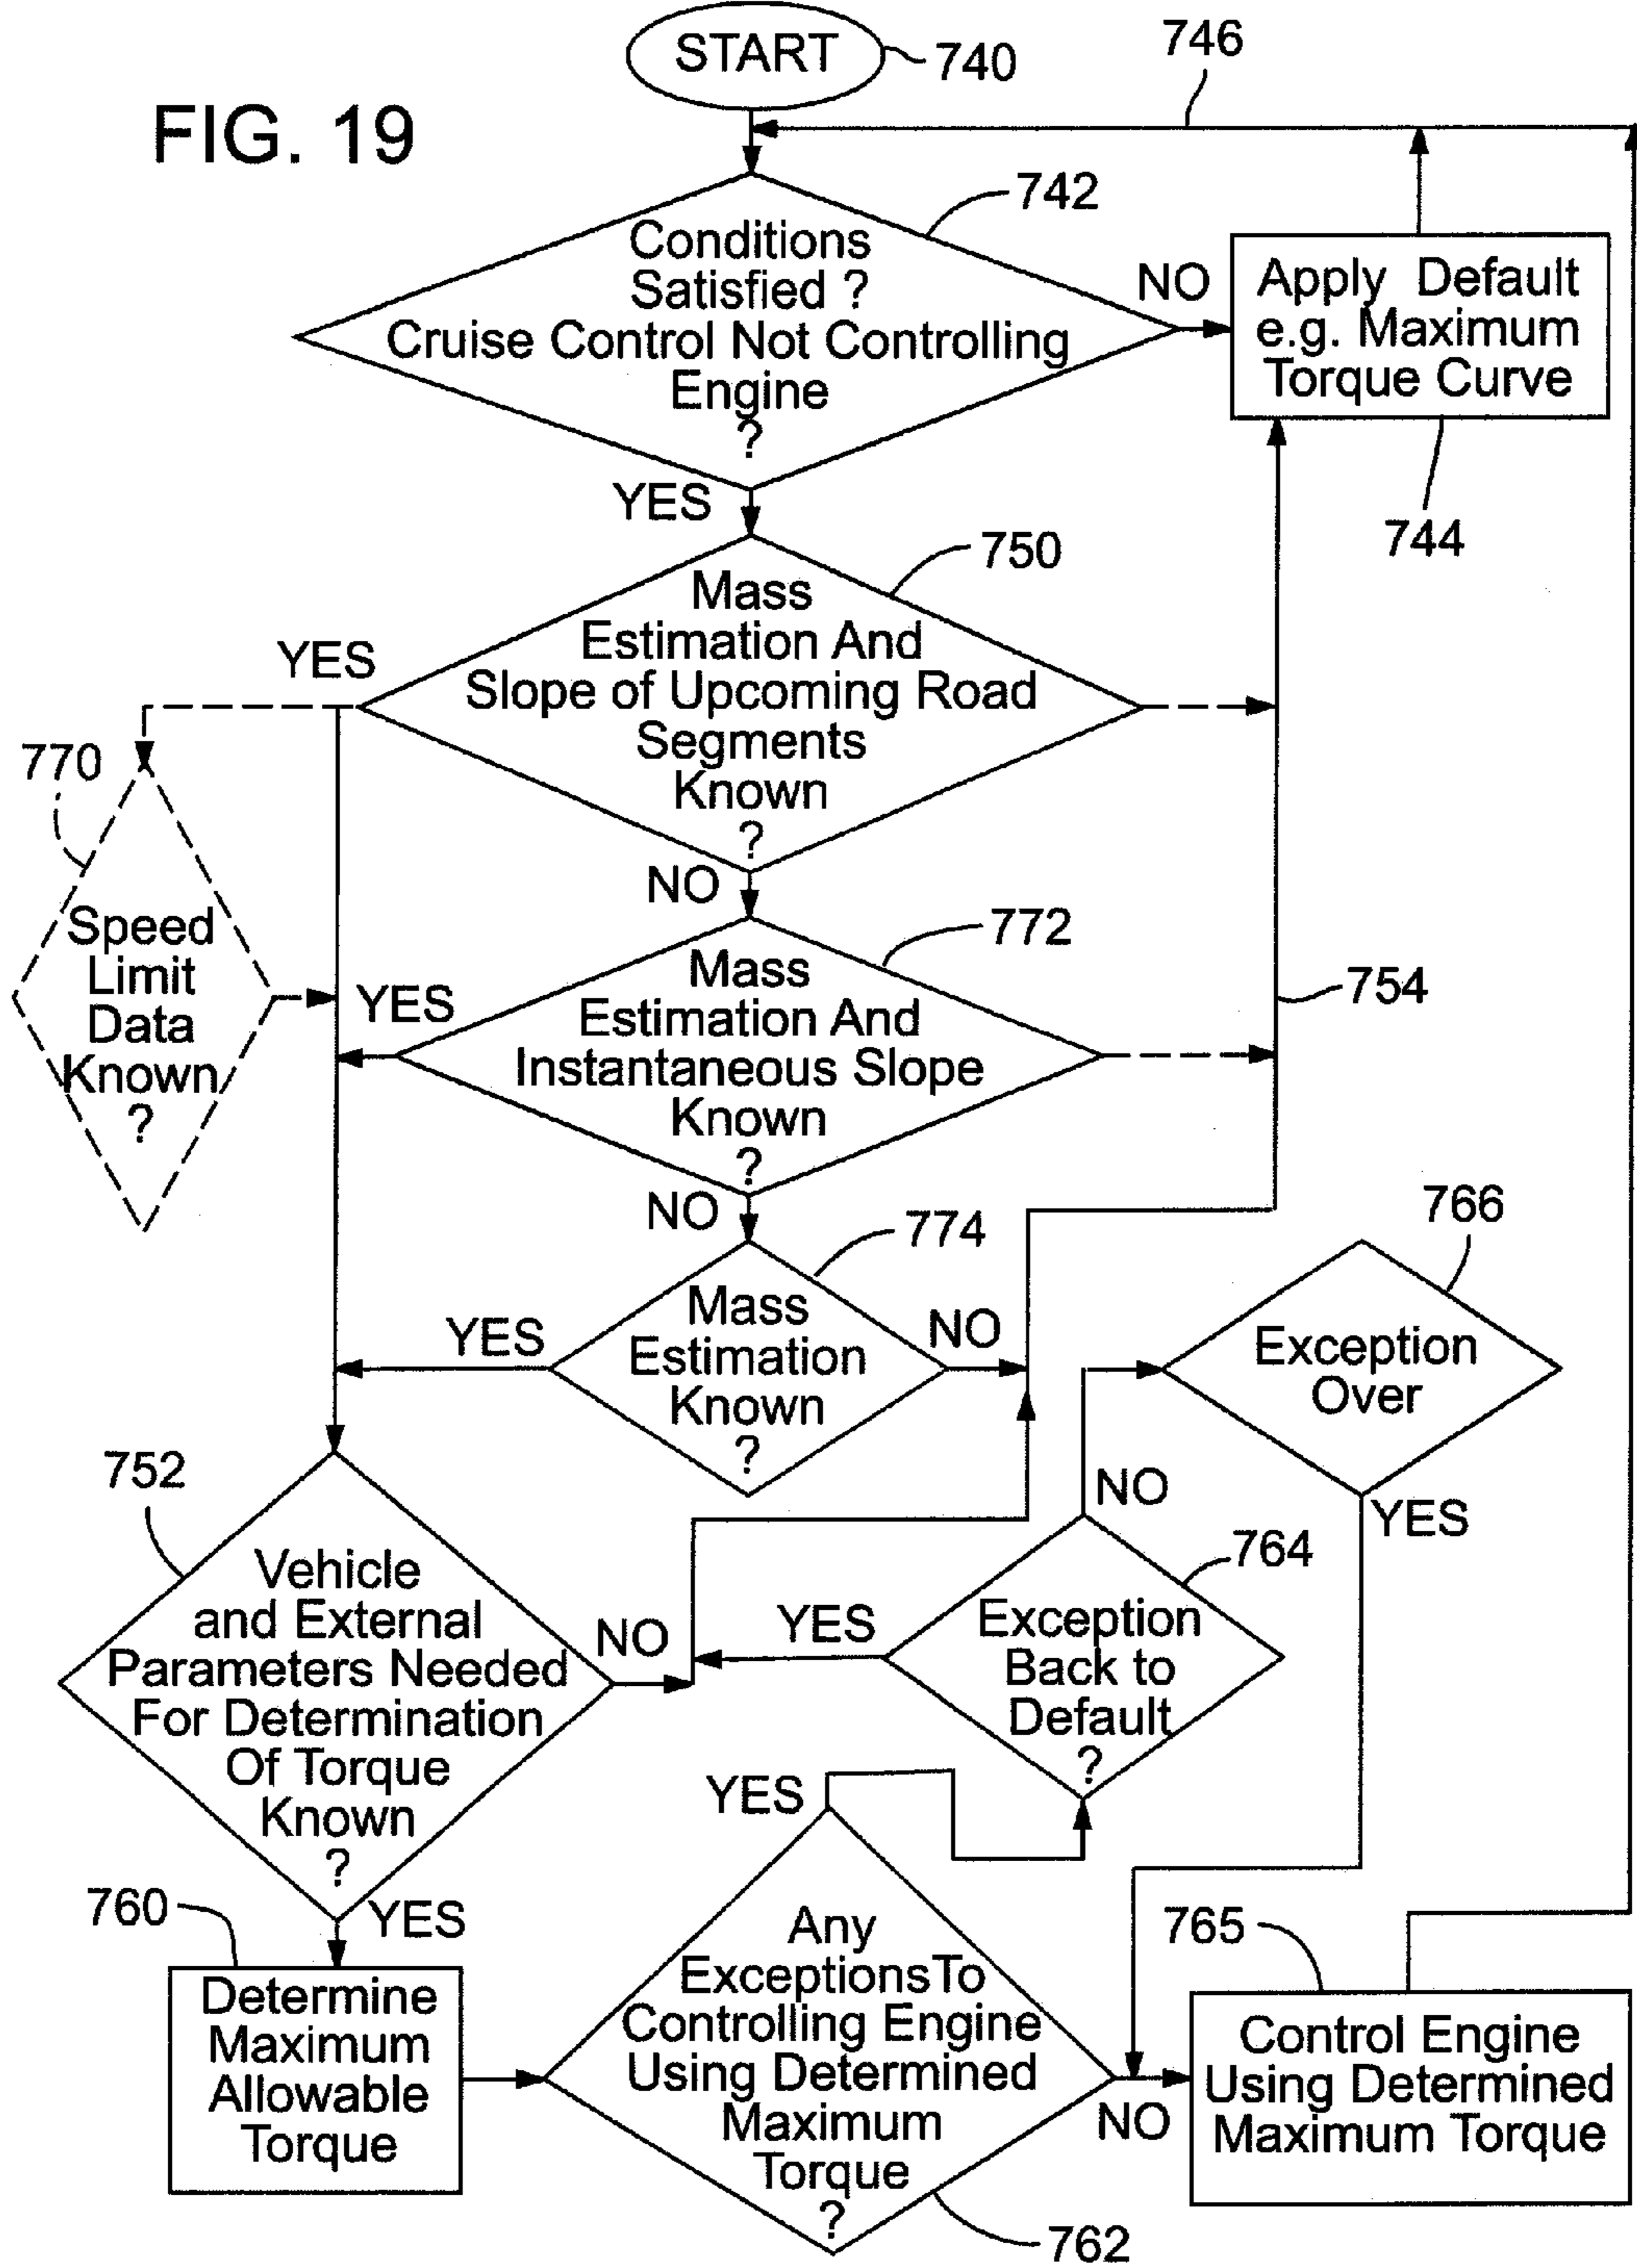 START
740
746
FIG. 19
742
Conditions
Satisfied ?
Cruise Control Not Controlling
Engine
?
NO
Apply Default
e.g. Maximum
Torque Curve
744
YES
750
Mass
Estimation And
Slope of Upcoming Road
Segments
Known
?
YES
770
Speed
Limit
Data
Known
?
NO
772
Mass
Estimation And
Instantaneous Slope
Known
?
YES
754
NO
774
Mass
Estimation
Known
?
YES
NO
766
Exception
Over
YES
752
Vehicle
and External
Parameters Needed
For Determination
Of Torque
Known
?
NO
NO
764
Exception
Back to
Default
?
YES
YES
760
Determine
Maximum
Allowable
Torque
YES
Any
ExceptionsTo
Controlling Engine
Using Determined
Maximum
Torque
?
762
NO
765
Control Engine
Using Determined
Maximum Torque